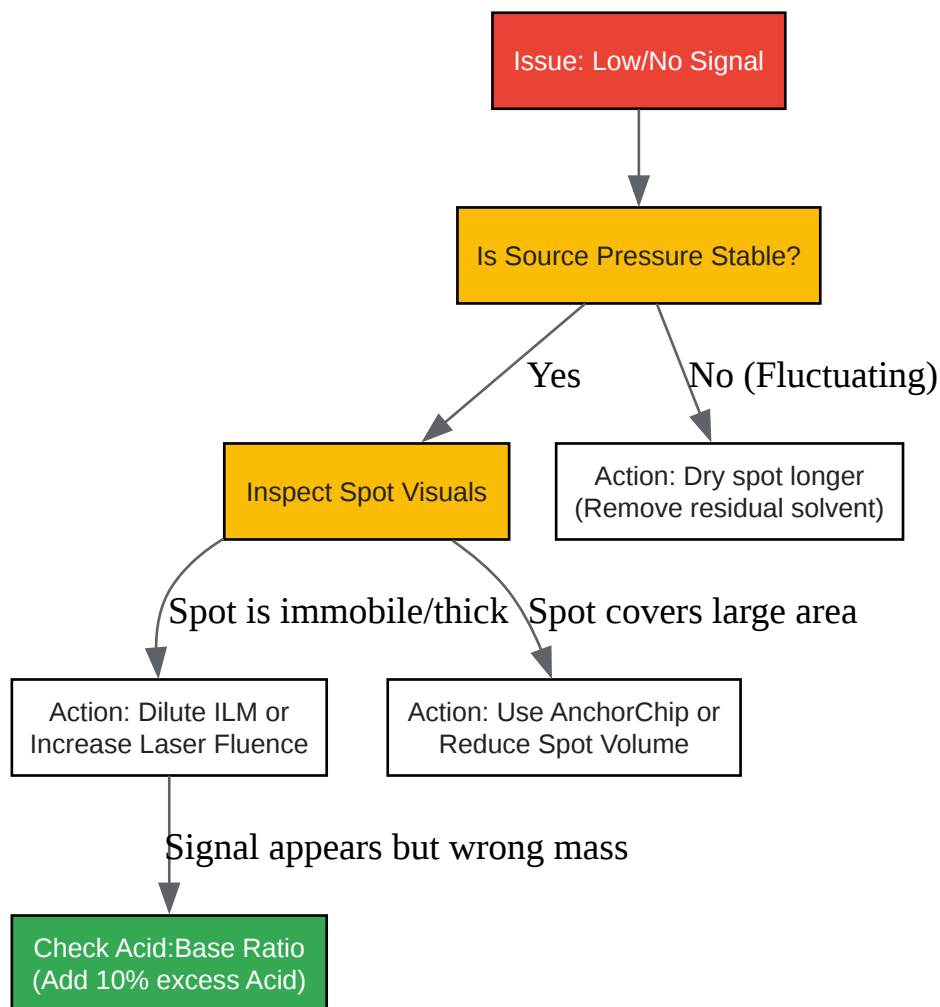 Issue: Low/No Signal
Is Source Pressure Stable?
Yes
No (Fluctuating)
Inspect Spot Visuals
Action: Dry spot longer
(Remove residual solvent)
Spot is immobile/thick
Spot covers large area
Action: Dilute ILM or
Increase Laser Fluence
Action: Use AnchorChip or
Reduce Spot Volume
Signal appears but wrong mass
Check Acid:Base Ratio
(Add 10% excess Acid)